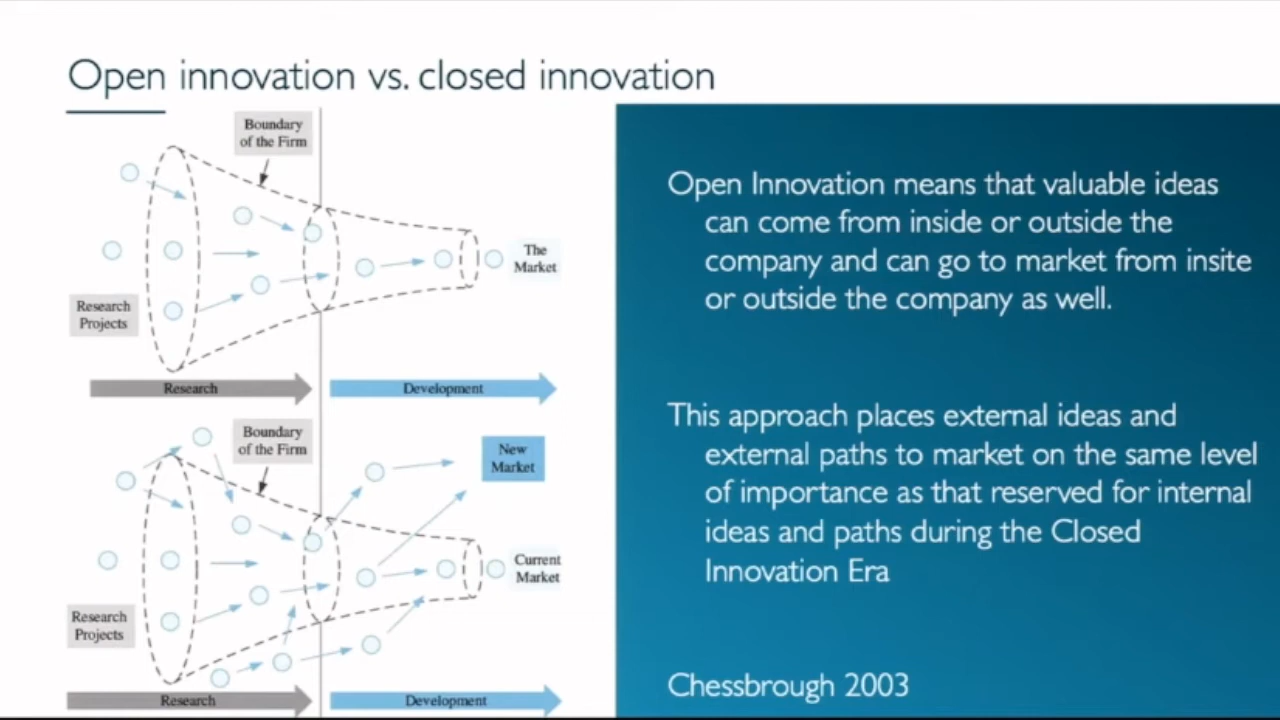 Open innovation vs. closed innovation
Boundary
of the Firm
The
Market
Research
Projects
Research
Development
Boundary
of the Firm
New
Market
Current
Market
Research
Projects
Research
Development
Open Innovation means that valuable ideas
can come from inside or outside the
company and can go to market from insite
or outside the company as well.
This approach places external ideas and
external paths to market on the same level
of importance as that reserved for internal
ideas and paths during the Closed
Innovation Era
Chessbrough 2003